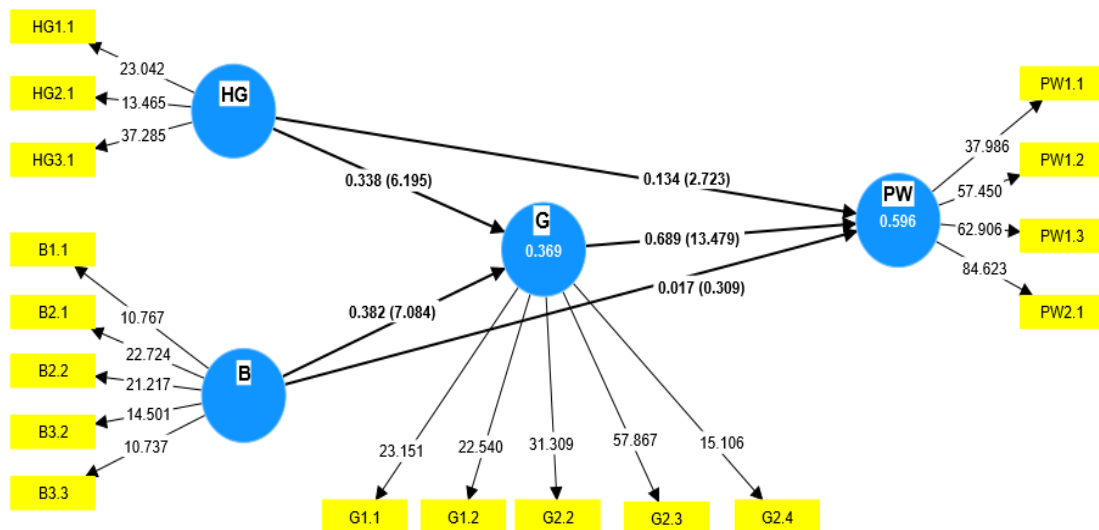 HG1.1
HG2.1
HG3.1
23.042
13.465
37.285
HG
0.338 (6.195)
0.134 (2.723)
B1.1
B2.1
B2.2
B3.2
B3.3
10.767
22.724
21.217
14.501
10.737
B
0.382 (7.084)
0.017 (0.309)
G
0.369
0.689 (13.479)
23.151
22.540
31.309
57.867
15.106
G1.1
G1.2
G2.2
G2.3
G2.4
PW
0.596
37.986
57.450
62.906
84.623
PW1.1
PW1.2
PW1.3
PW2.1